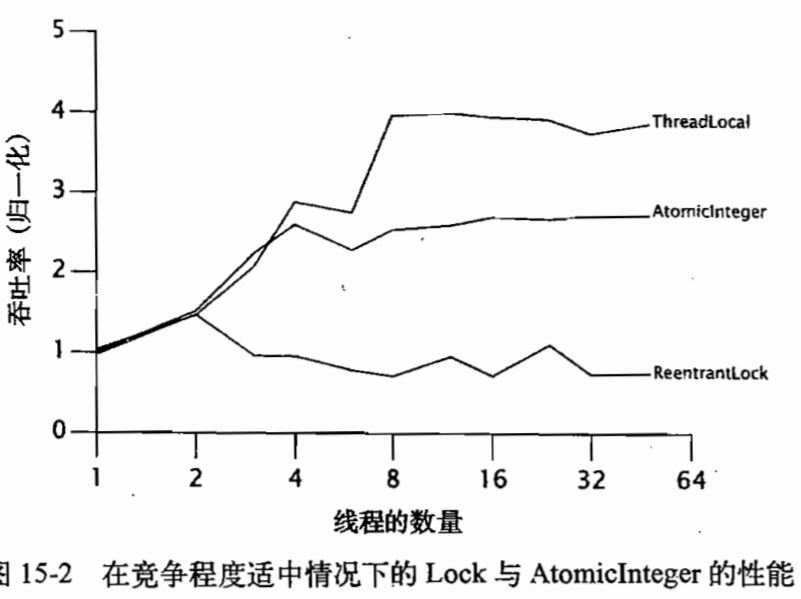 5
4
3
2
1
0
吞吐率 (归一化)
ThreadLocal
AtomicInteger
ReentrantLock
1 2 4 8 16 32 64
线程的数量
图 15-2 在竞争程度适中情况下的 Lock 与 AtomicInteger 的性能